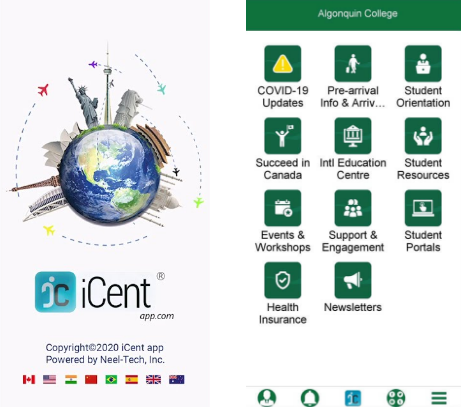 iCent®
app.com
Copyright©2020 iCent app
Powered by Neel-Tech, Inc.
Algonquin College
COVID-19
Updates
Pre-arrival
Info & Arriv...
Student
Orientation
Succeed in
Canada
Intl Education
Centre
Student
Resources
Events &
Workshops
Support &
Engagement
Student
Portals
Health
Insurance
Newsletters